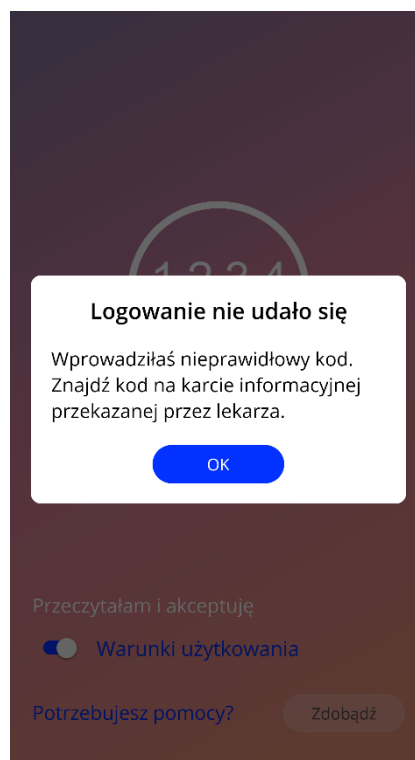 1234
Logowanie nie udało się
Wprowadziłaś nieprawidłowy kod.
Znajdź kod na karcie informacyjnej
przekazanej przez lekarza.
OK
Przeczytałam i akceptuję
Warunki użytkowania
Potrzebujesz pomocy?
Zdobądź